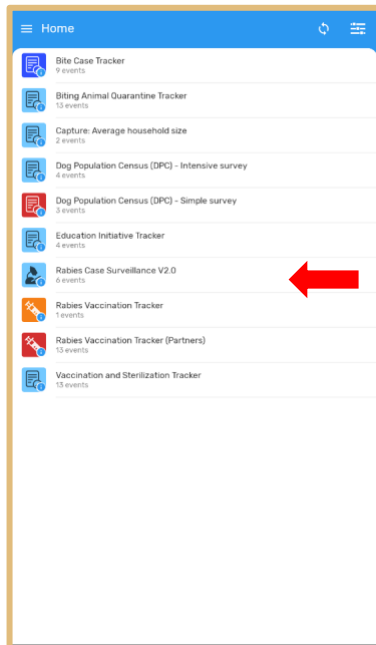 Home
Bite Case Tracker
9 events
Biting Animal Quarantine Tracker
13 events
Capture: Average household size
2 events
Dog Population Census (DPC) - Intensive survey
4 events
Dog Population Census (DPC) - Simple survey
3 events
Education Initiative Tracker
4 events
Rabies Case Surveillance V2.0
6 events
Rabies Vaccination Tracker
1 events
Rabies Vaccination Tracker (Partners)
13 events
Vaccination and Sterilization Tracker
13 events